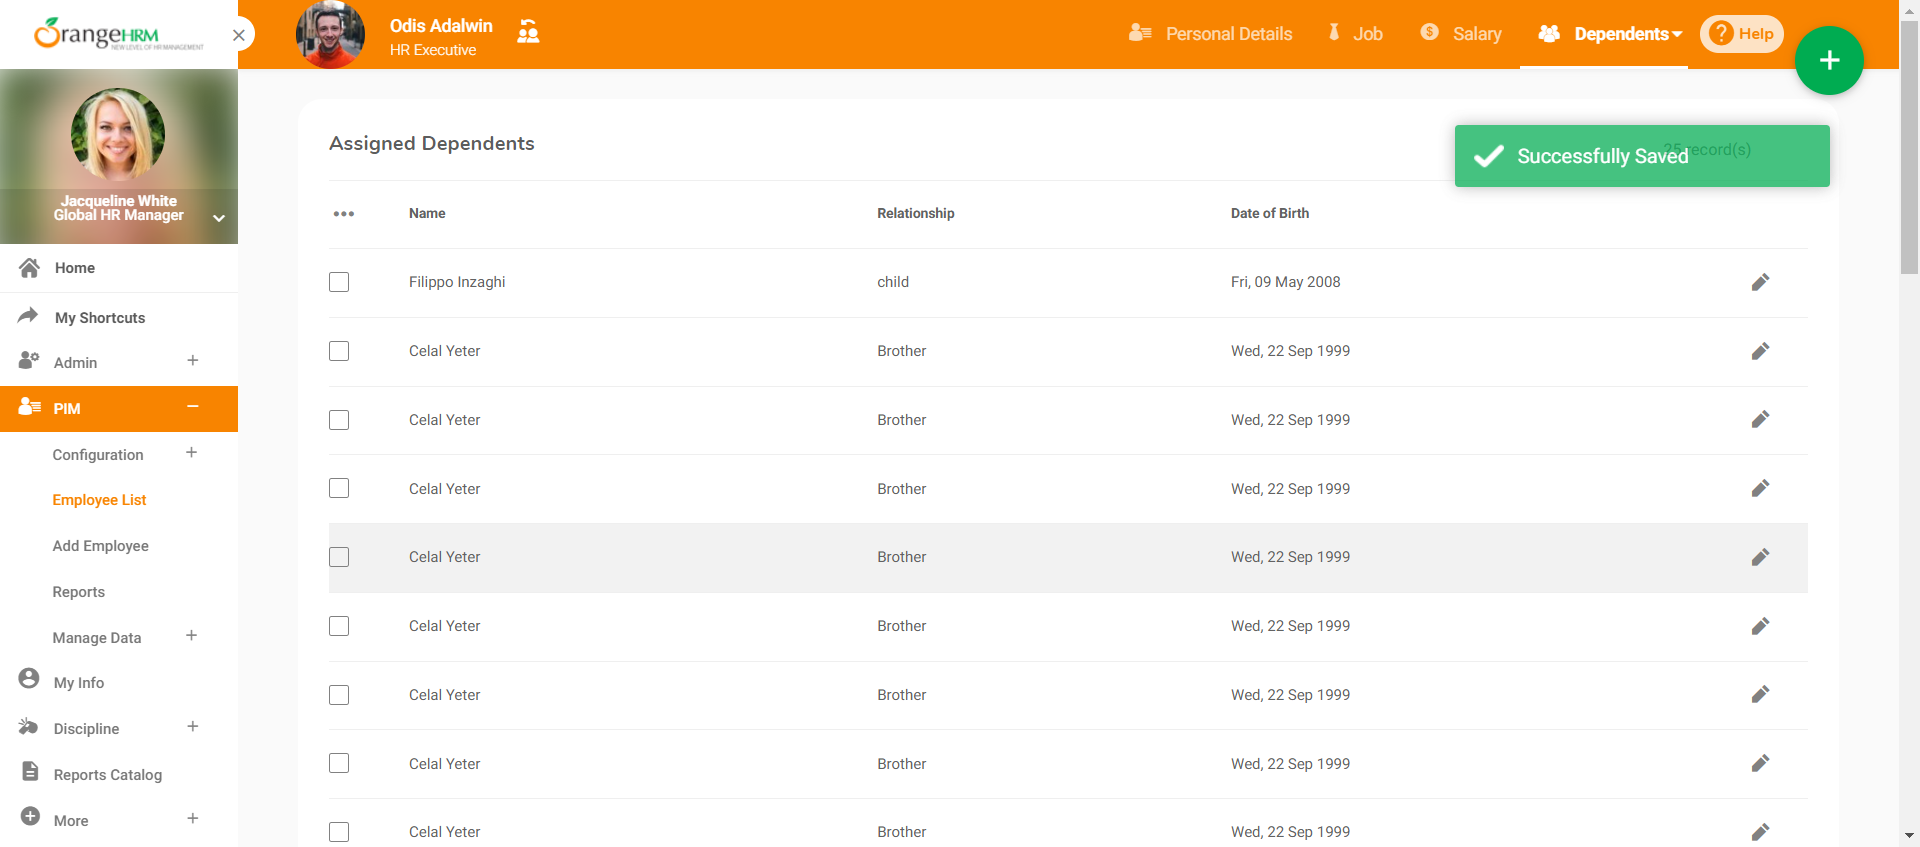 OrangeHRM
NEW LEVEL OF HR MANAGEMENT
Odis Adalwin
HR Executive
Personal Details
Job
Salary
Dependents
Help
Jacqueline White
Global HR Manager
Home
My Shortcuts
Admin
PIM
Configuration
Employee List
Add Employee
Reports
Manage Data
My Info
Discipline
Reports Catalog
More
Assigned Dependents
25 record(s)
Successfully Saved
Name Relationship Date of Birth
Filippo Inzaghi child Fri, 09 May 2008
Celal Yeter Brother Wed, 22 Sep 1999
Celal Yeter Brother Wed, 22 Sep 1999
Celal Yeter Brother Wed, 22 Sep 1999
Celal Yeter Brother Wed, 22 Sep 1999
Celal Yeter Brother Wed, 22 Sep 1999
Celal Yeter Brother Wed, 22 Sep 1999
Celal Yeter Brother Wed, 22 Sep 1999
Celal Yeter Brother Wed, 22 Sep 1999